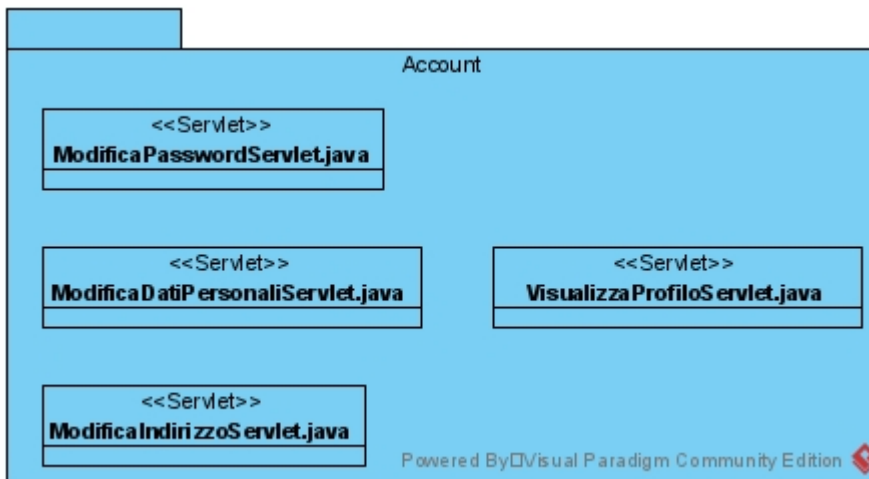 Account
<<Servlet>>
ModificaPasswordServlet.java
<<Servlet>>
ModificaDatiPersonaliServlet.java
<<Servlet>>
VisualizzaProfiloServlet.java
<<Servlet>>
ModificaIndirizzoServlet.java
Powered By□Visual Paradigm Community Edition